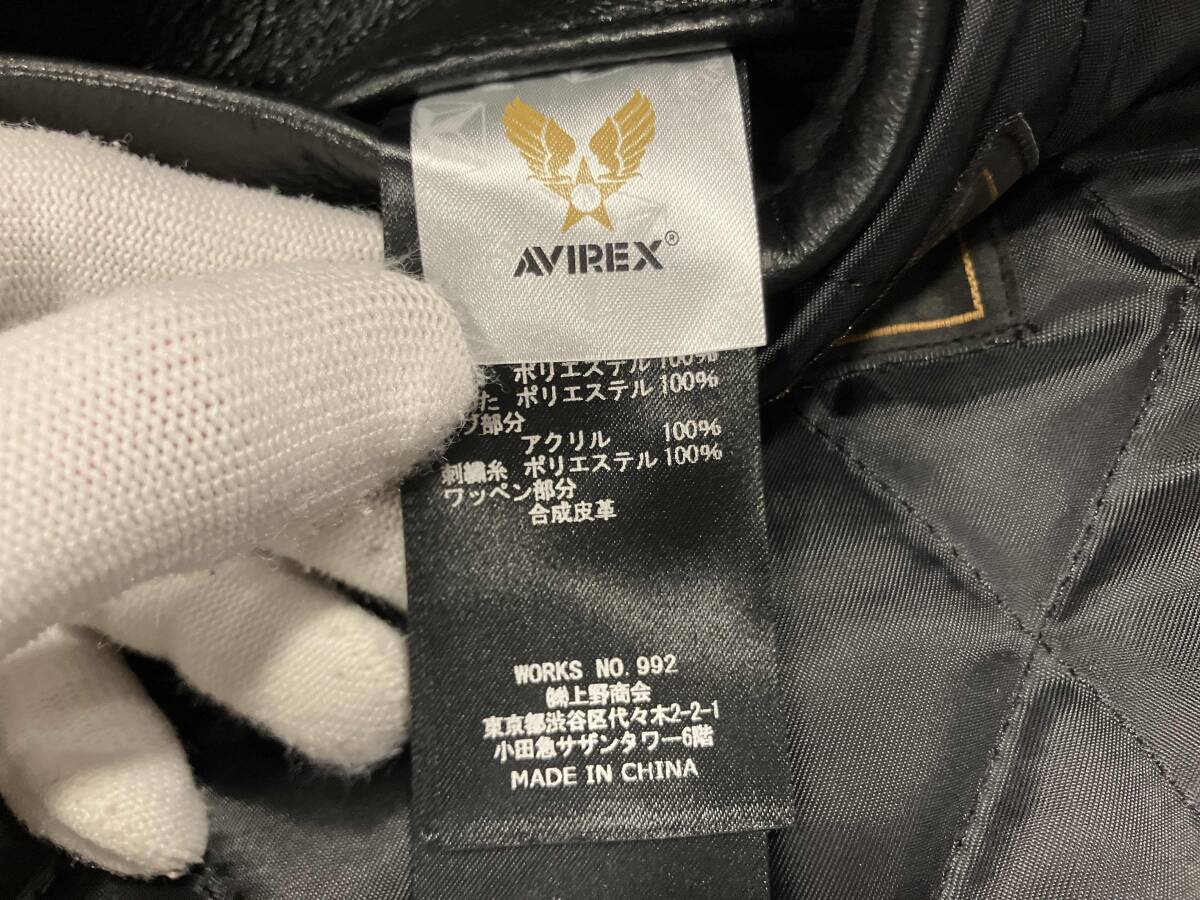 AVIREX®
ポリエステル 100%
た ポリエステル 100%
ブ部分
アクリル 100%
刺繍糸 ポリエステル 100%
ワッペン部分
合成皮革
WORKS NO. 992
㈱上野商会
東京都渋谷区代々木2-2-1
小田急サザンタワー6階
MADE IN CHINA